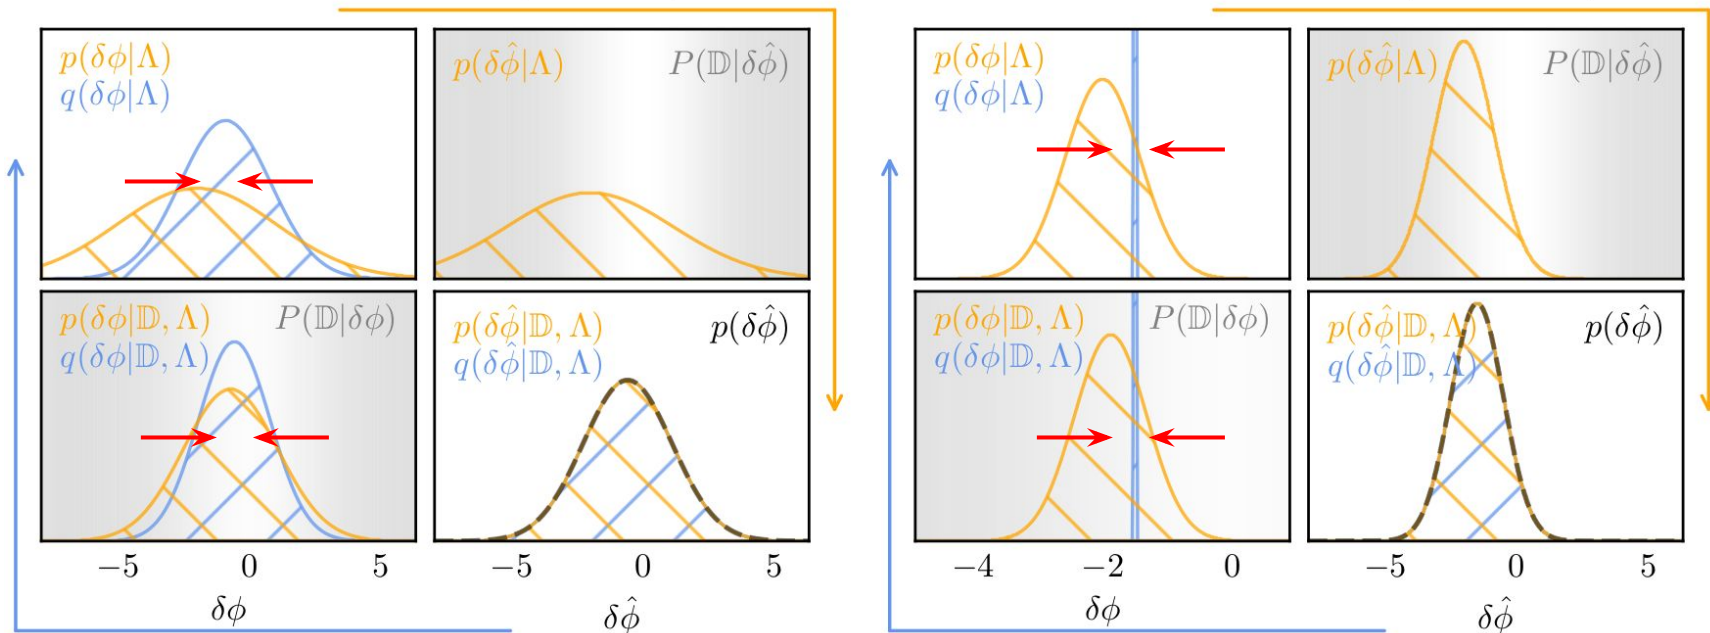 p(δϕ|Λ)
q(δϕ|Λ)
p(δϕ̂|Λ)
P(𝔻|δϕ̂)
p(δϕ|𝔻, Λ)
q(δϕ|𝔻, Λ)
P(𝔻|δϕ)
p(δϕ̂|𝔻, Λ)
q(δϕ̂|𝔻, Λ)
p(δϕ̂)
−5 0 5
δϕ
−5 0 5
δϕ̂
p(δϕ|Λ)
q(δϕ|Λ)
p(δϕ̂|Λ)
P(𝔻|δϕ̂)
p(δϕ|𝔻, Λ)
q(δϕ|𝔻, Λ)
P(𝔻|δϕ)
p(δϕ̂|𝔻, Λ)
q(δϕ̂|𝔻, Λ)
p(δϕ̂)
−4 −2 0
δϕ
−5 0 5
δϕ̂